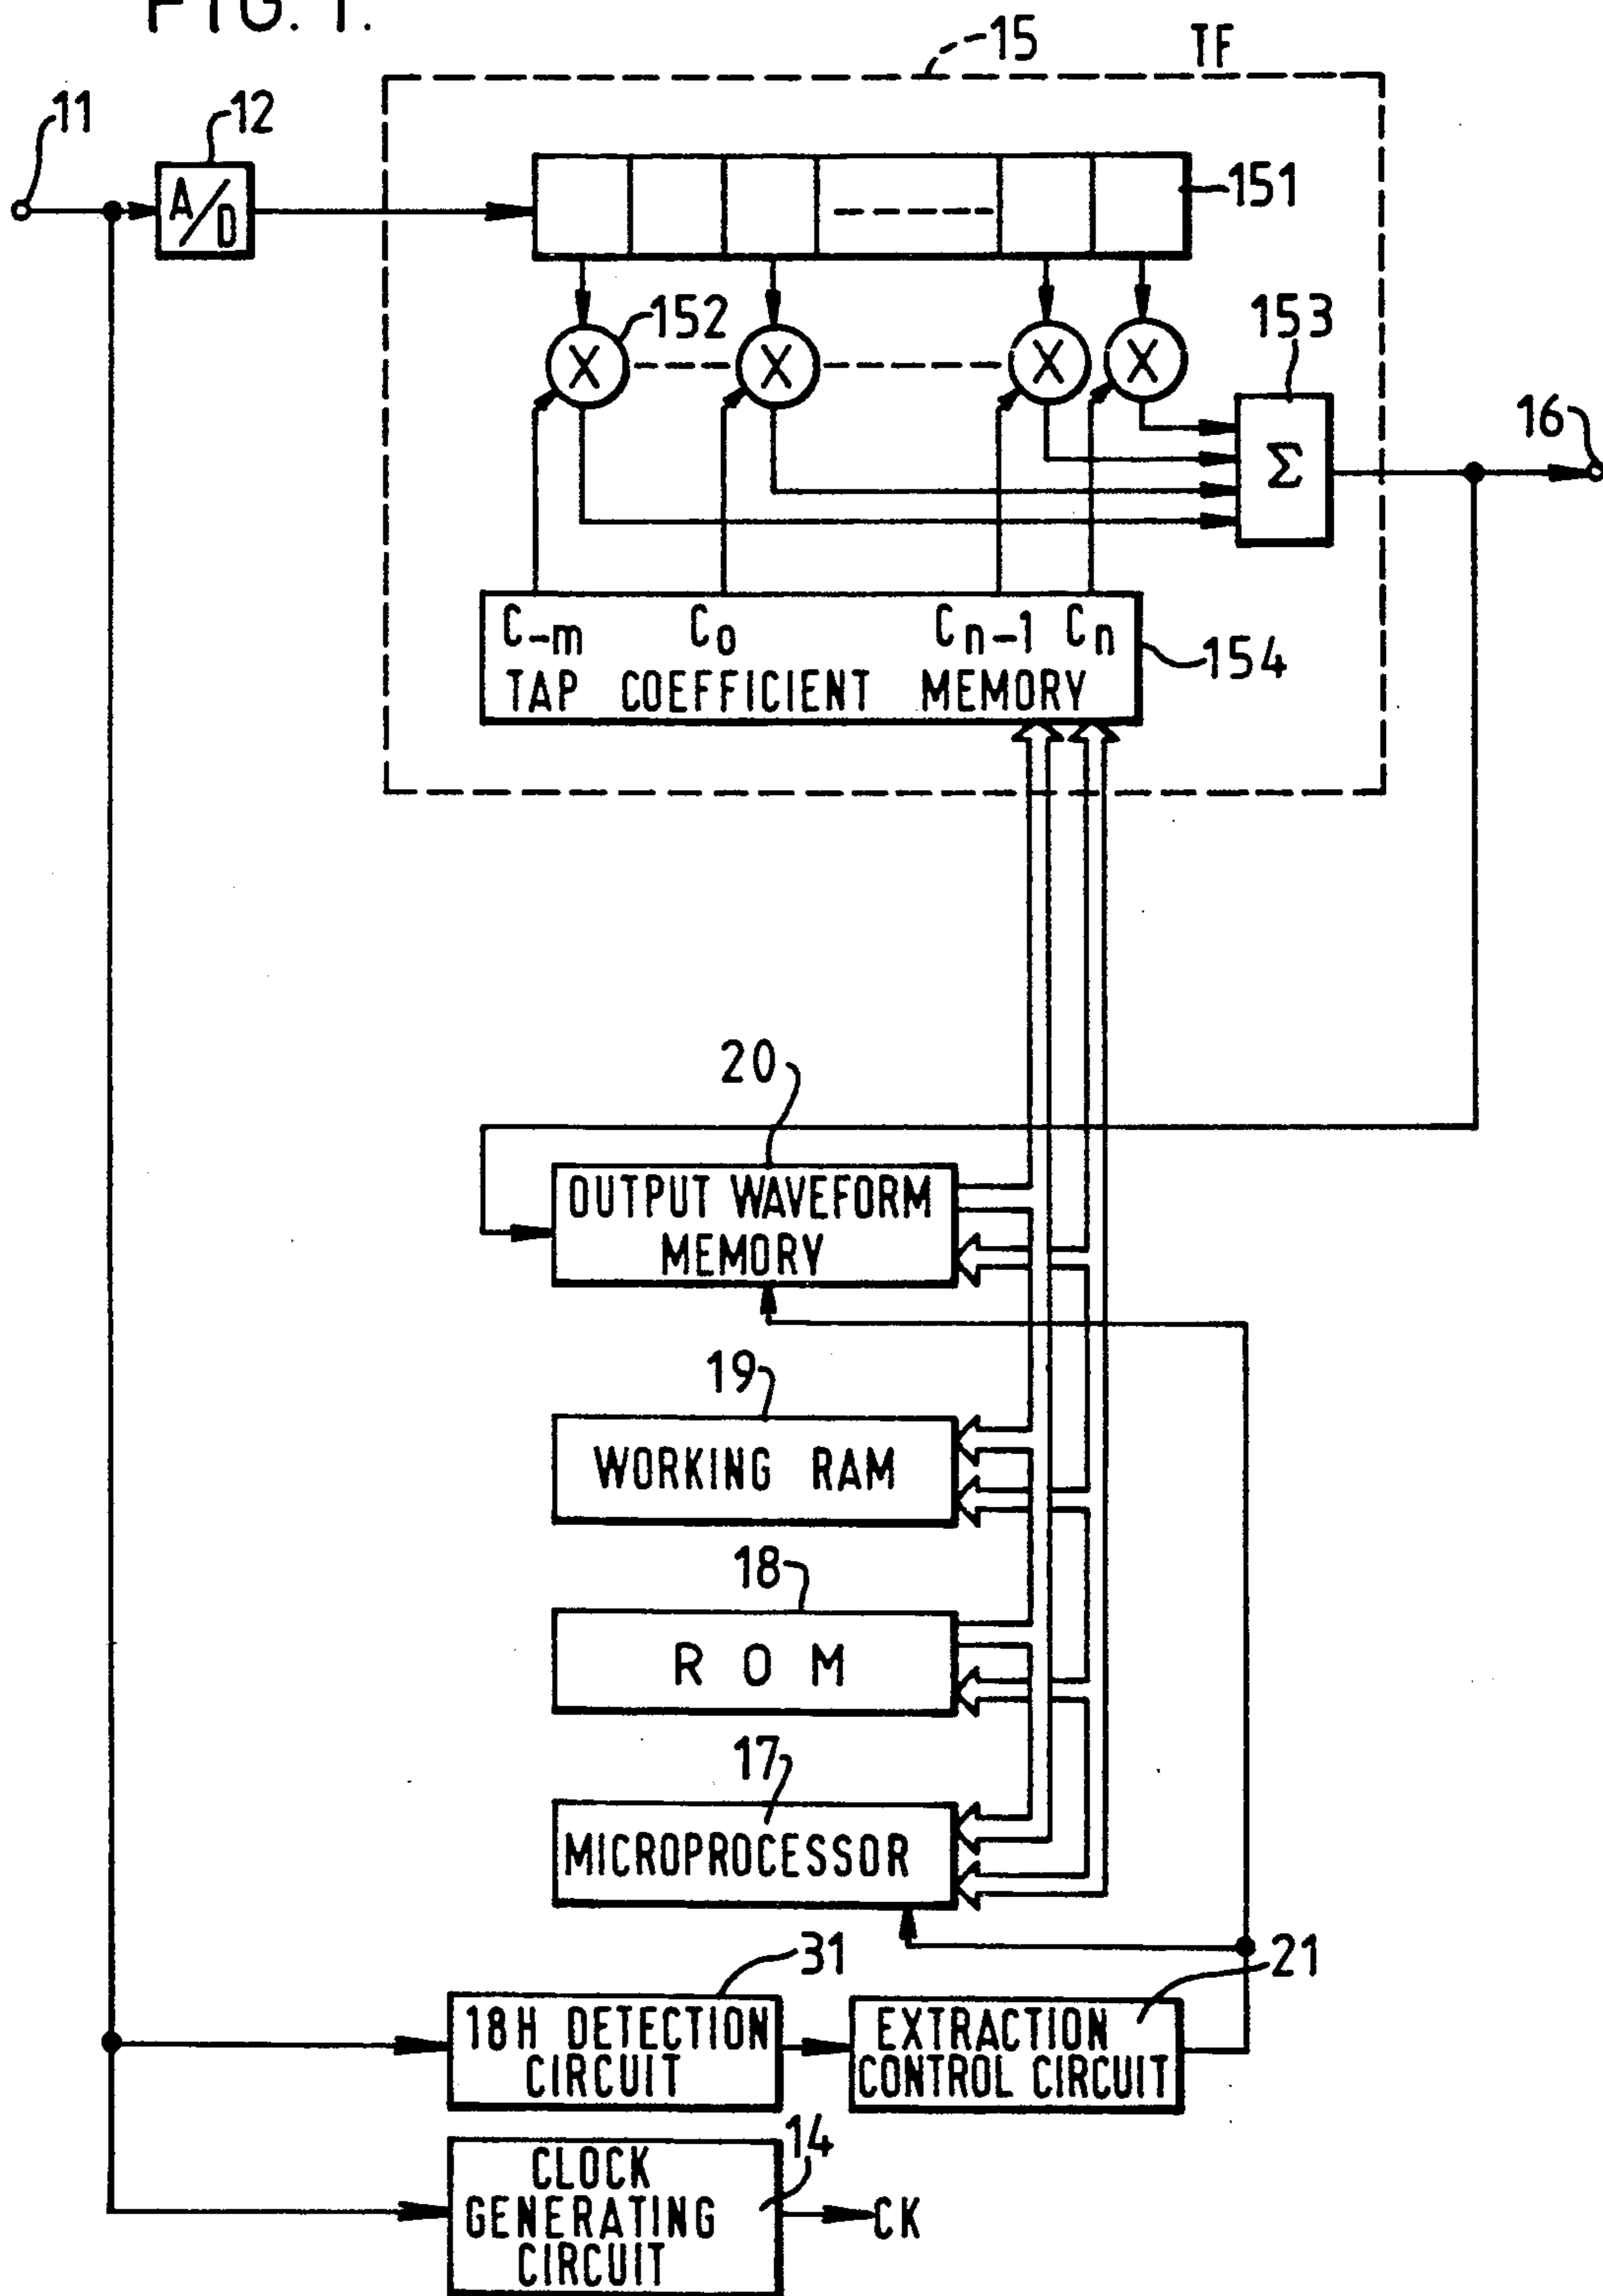 FIG. 1.
15
TF
11
12
A/D
151
152
153
Σ
16
C-m C0 Cn-1 Cn
TAP COEFFICIENT MEMORY
154
20
OUTPUT WAVEFORM
MEMORY
19
WORKING RAM
18
R O M
17
MICROPROCESSOR
31
21
18H DETECTION
CIRCUIT
EXTRACTION
CONTROL CIRCUIT
14
CLOCK
GENERATING
CIRCUIT
CK
X X X X